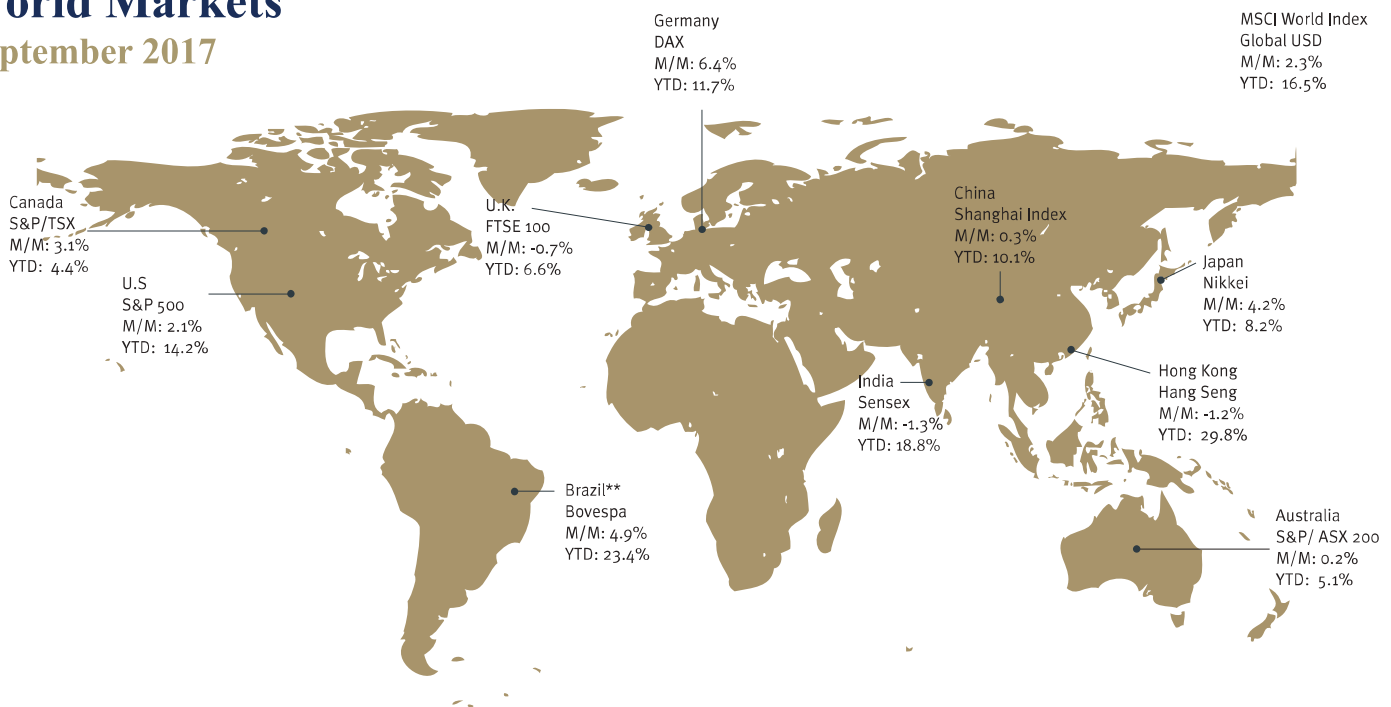 orld Markets
ptember 2017
Germany
DAX
M/M: 6.4%
YTD: 11.7%
MSCI World Index
Global USD
M/M: 2.3%
YTD: 16.5%
Canada
S&P/TSX
M/M: 3.1%
YTD: 4.4%
U.S
S&P 500
M/M: 2.1%
YTD: 14.2%
U.K.
FTSE 100
M/M: -0.7%
YTD: 6.6%
China
Shanghai Index
M/M: 0.3%
YTD: 10.1%
Japan
Nikkei
M/M: 4.2%
YTD: 8.2%
Hong Kong
Hang Seng
M/M: -1.2%
YTD: 29.8%
India
Sensex
M/M: -1.3%
YTD: 18.8%
Brazil**
Bovespa
M/M: 4.9%
YTD: 23.4%
Australia
S&P/ ASX 200
M/M: 0.2%
YTD: 5.1%